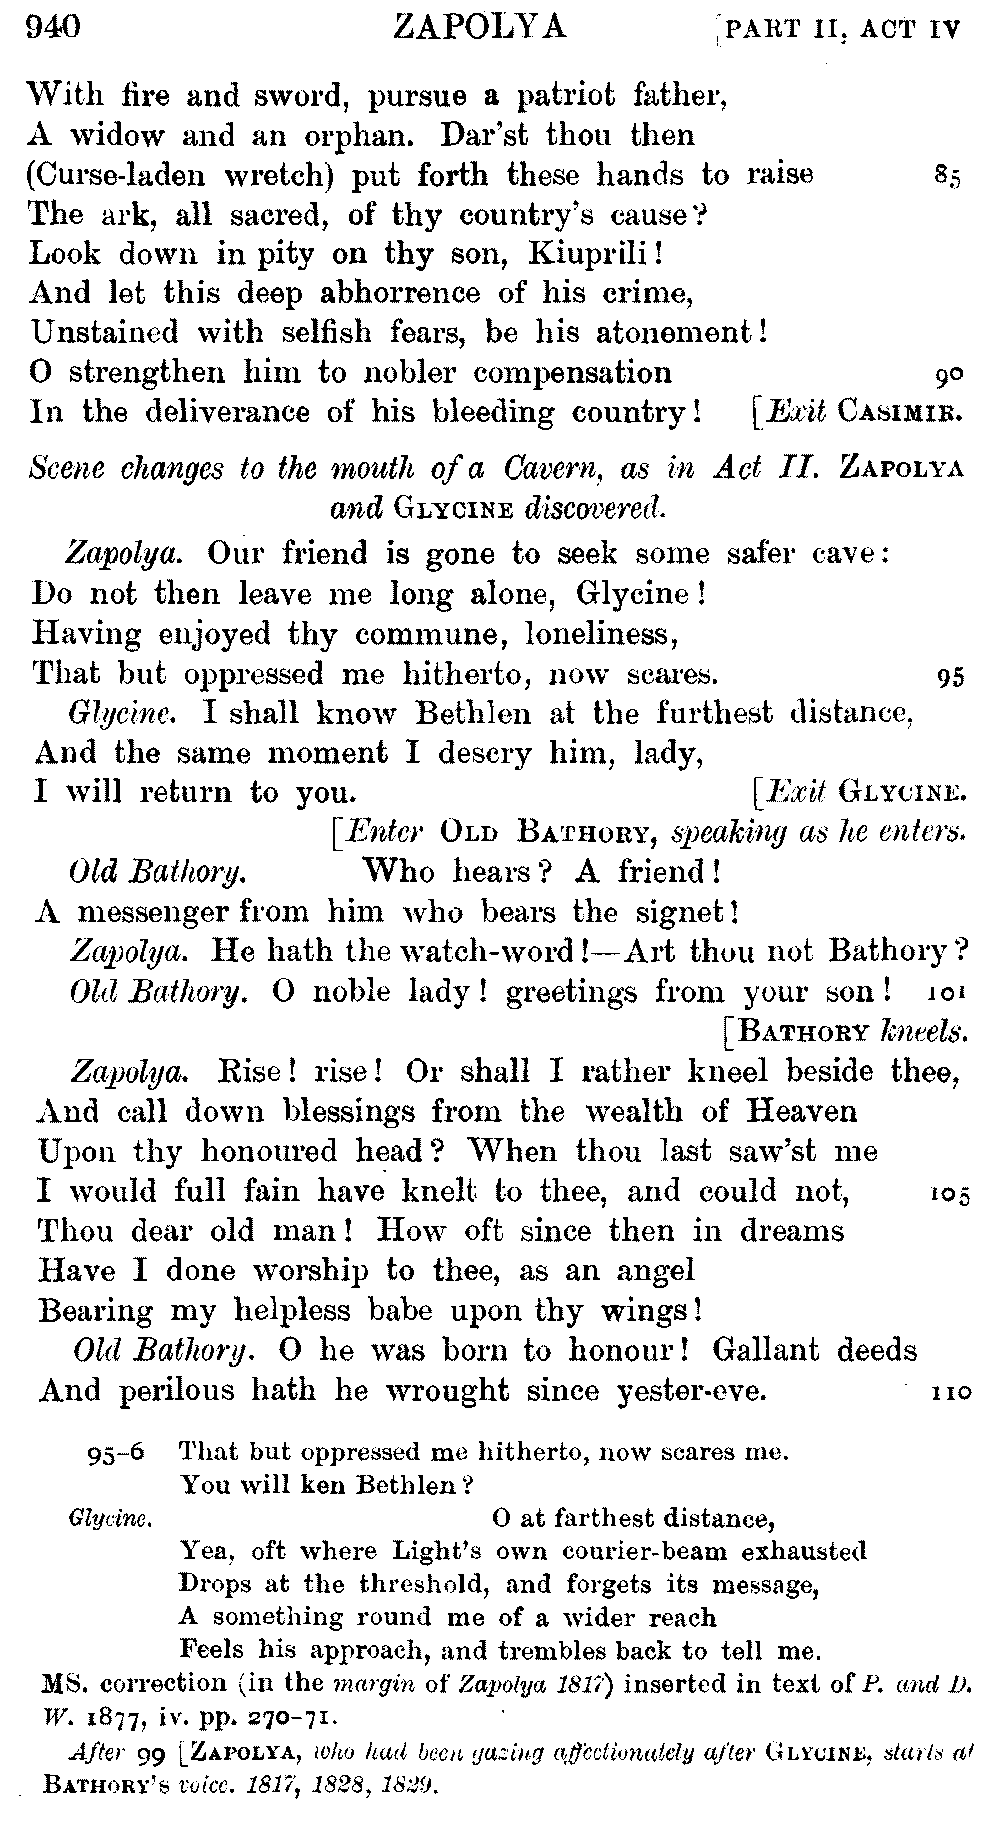 940 ZAPOLYA [PART II, ACT IV
With fire and sword, pursue a patriot father,
A widow and an orphan. Dar'st thou then
(Curse-laden wretch) put forth these hands to raise 85
The ark, all sacred, of thy country's cause?
Look down in pity on thy son, Kiuprili!
And let this deep abhorrence of his crime,
Unstained with selfish fears, be his atonement!
O strengthen him to nobler compensation 90
In the deliverance of his bleeding country! [Exit CASIMIR.
Scene changes to the mouth of a Cavern, as in Act II. ZAPOLYA
and GLYCINE discovered.
Zapolya. Our friend is gone to seek some safer cave:
Do not then leave me long alone, Glycine!
Having enjoyed thy commune, loneliness,
That but oppressed me hitherto, now scares. 95
Glycine. I shall know Bethlen at the furthest distance,
And the same moment I descry him, lady,
I will return to you. [Exit GLYCINE.
[Enter OLD BATHORY, speaking as he enters.
Old Bathory. Who hears? A friend!
A messenger from him who bears the signet!
Zapolya. He hath the watch-word!—Art thou not Bathory?
Old Bathory. O noble lady! greetings from your son! 101
[BATHORY kneels.
Zapolya. Rise! rise! Or shall I rather kneel beside thee,
And call down blessings from the wealth of Heaven
Upon thy honoured head? When thou last saw'st me
I would full fain have knelt to thee, and could not, 105
Thou dear old man! How oft since then in dreams
Have I done worship to thee, as an angel
Bearing my helpless babe upon thy wings!
Old Bathory. O he was born to honour! Gallant deeds
And perilous hath he wrought since yester-eve. 110
95–6 That but oppressed me hitherto, now scares me.
You will ken Bethlen?
Glycine. O at farthest distance,
Yea, oft where Light's own courier-beam exhausted
Drops at the threshold, and forgets its message,
A something round me of a wider reach
Feels his approach, and trembles back to tell me.
MS. correction (in the margin of Zapolya 1817) inserted in text of P. and D.
W. 1877, iv. pp. 270–71.
After 99 [ZAPOLYA, who had been gazing affectionately after GLYCINE, starts at
BATHORY's voice. 1817, 1828, 1829.